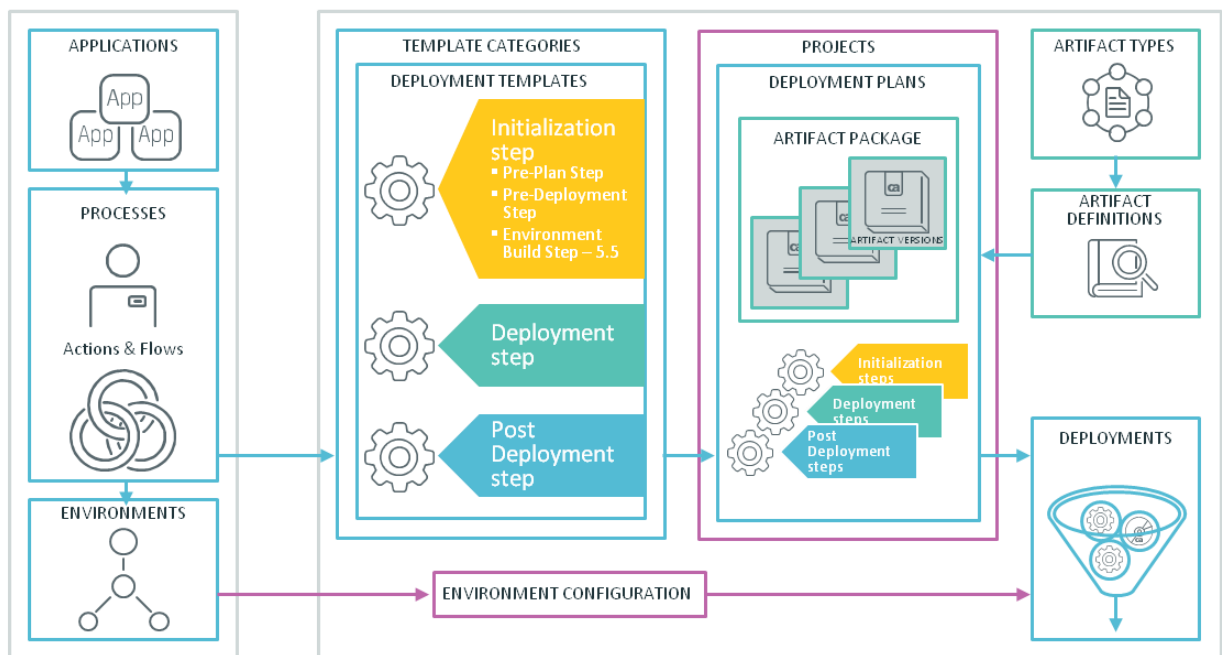 APPLICATIONS
App
App
App
PROCESSES
Actions & Flows
ENVIRONMENTS
TEMPLATE CATEGORIES
DEPLOYMENT TEMPLATES
Initialization
step
▪ Pre-Plan Step
▪ Pre-Deployment
Step
▪ Environment
Build Step – 5.5
Deployment
step
Post
Deployment
step
PROJECTS
DEPLOYMENT PLANS
ARTIFACT PACKAGE
ca
ARTIFACT VERSIONS
Initialization
steps
Deployment
steps
Post
Deployment
steps
ARTIFACT TYPES
ARTIFACT
DEFINITIONS
DEPLOYMENTS
ENVIRONMENT CONFIGURATION